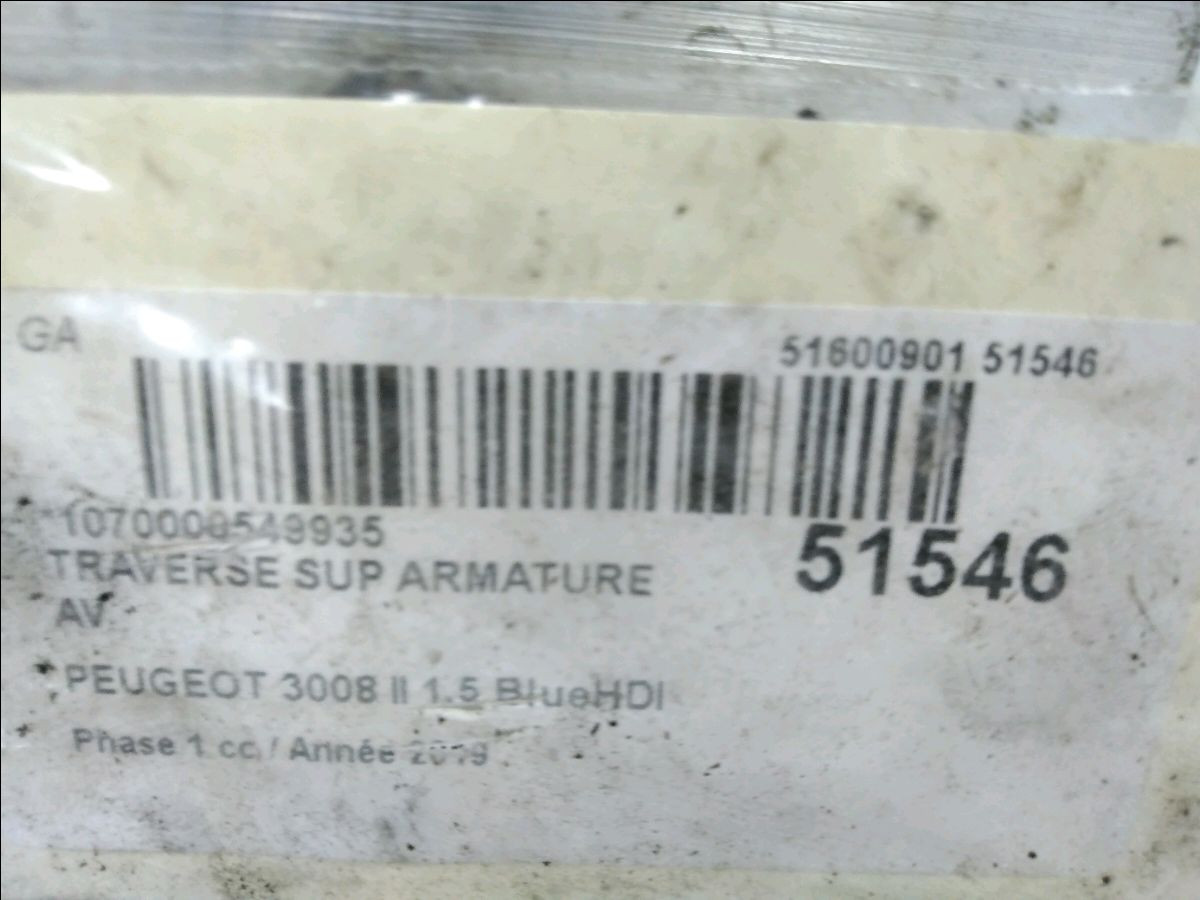 GA
51600901 51546
1070000549935
51546
TRAVERSE SUP ARMATURE
AV
PEUGEOT 3008 II 1.5 BlueHDI
Phase 1 cc / Année 2019